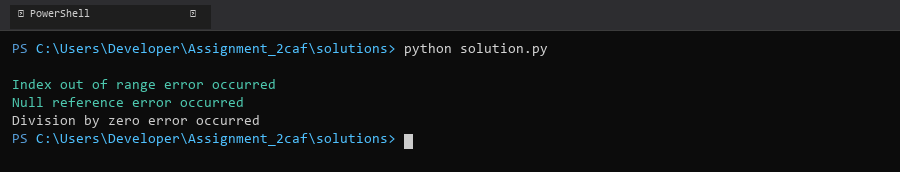 PowerShell
PS C:\Users\Developer\Assignment_2caf\solutions> python solution.py
Index out of range error occurred
Null reference error occurred
Division by zero error occurred
PS C:\Users\Developer\Assignment_2caf\solutions>